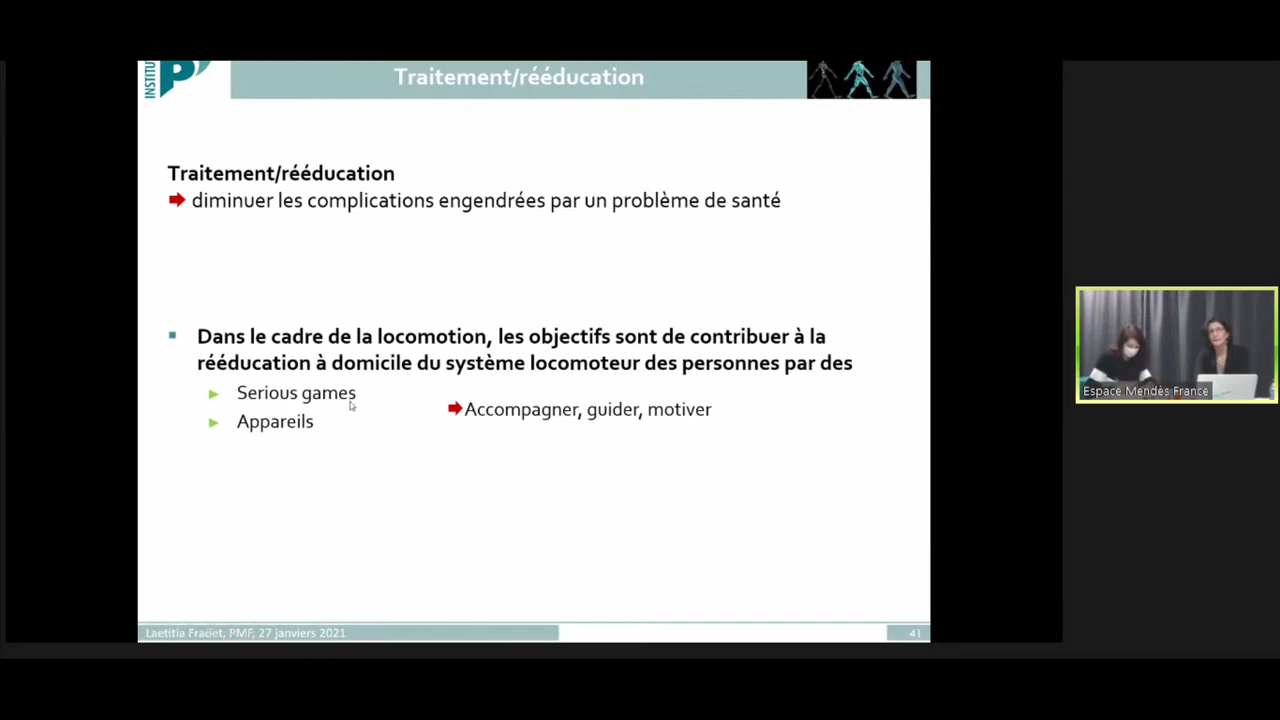 INSTITUT
Traitement/rééducation
Traitement/rééducation
diminuer les complications engendrées par un problème de santé
Dans le cadre de la locomotion, les objectifs sont de contribuer à la
rééducation à domicile du système locomoteur des personnes par des
Serious games
Appareils
Accompagner, guider, motiver
Espace Mendès France
Laetitia Fradet, PMF, 27 janviers 2021
41